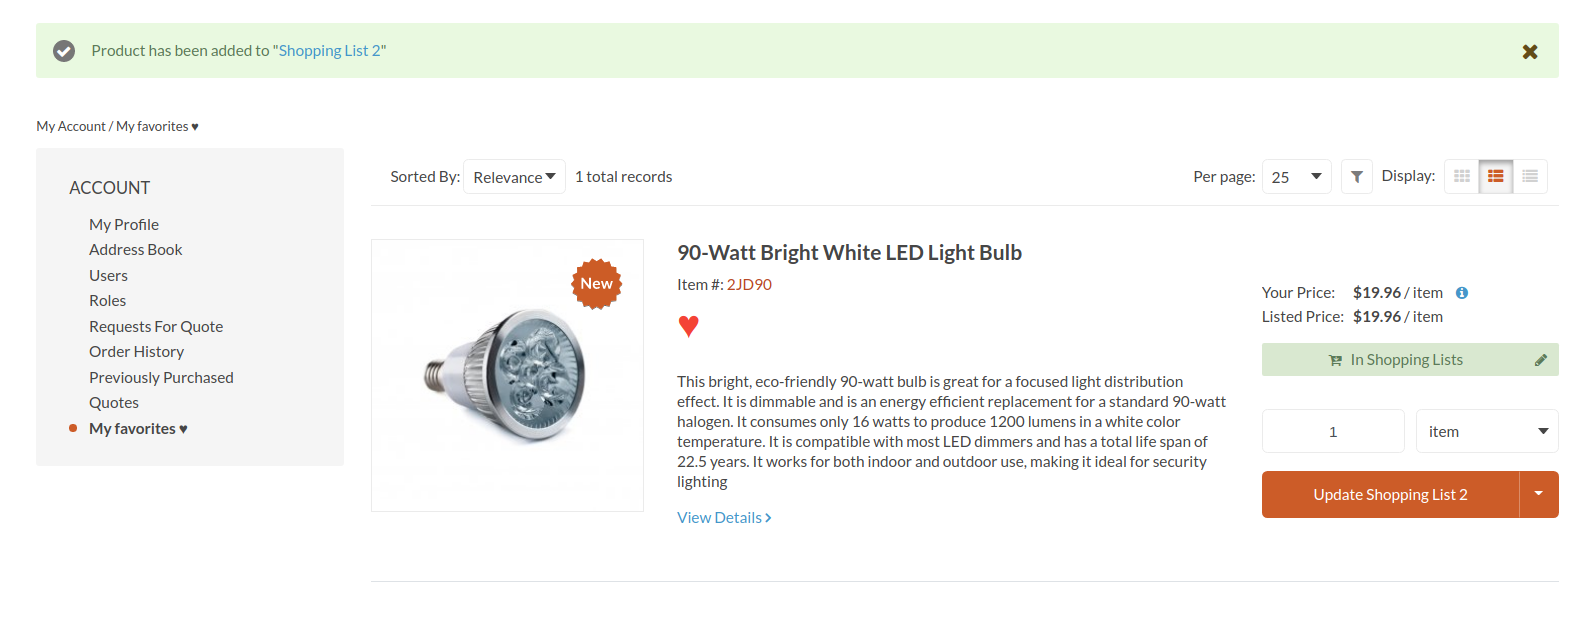 Product has been added to "Shopping List 2"
My Account / My favorites ♥
ACCOUNT
My Profile
Address Book
Users
Roles
Requests For Quote
Order History
Previously Purchased
Quotes
My favorites ♥
Sorted By: Relevance 1 total records
Per page: 25 Display:
New
90-Watt Bright White LED Light Bulb
Item #: 2JD90
This bright, eco-friendly 90-watt bulb is great for a focused light distribution
effect. It is dimmable and is an energy efficient replacement for a standard 90-watt
halogen. It consumes only 16 watts to produce 1200 lumens in a white color
temperature. It is compatible with most LED dimmers and has a total life span of
22.5 years. It works for both indoor and outdoor use, making it ideal for security
lighting
View Details
Your Price: $19.96 / item
Listed Price: $19.96 / item
In Shopping Lists
1 item
Update Shopping List 2